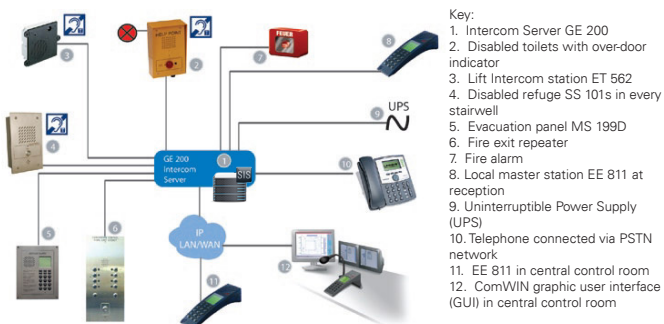 Key:
1. Intercom Server GE 200
2. Disabled toilets with over-door
indicator
3. Lift Intercom station ET 562
4. Disabled refuge SS 101s in every
stairwell
5. Evacuation panel MS 199D
6. Fire exit repeater
7. Fire alarm
8. Local master station EE 811 at
reception
9. Uninterruptible Power Supply
(UPS)
10. Telephone connected via PSTN
network
11. EE 811 in central control room
12. ComWIN graphic user interface
(GUI) in central control room
HELP POINT
FEUER
3
2
7
8
UPS
9
4
GE 200
Intercom
Server
1
SIS
10
5
6
IP
LAN/WAN
11
12